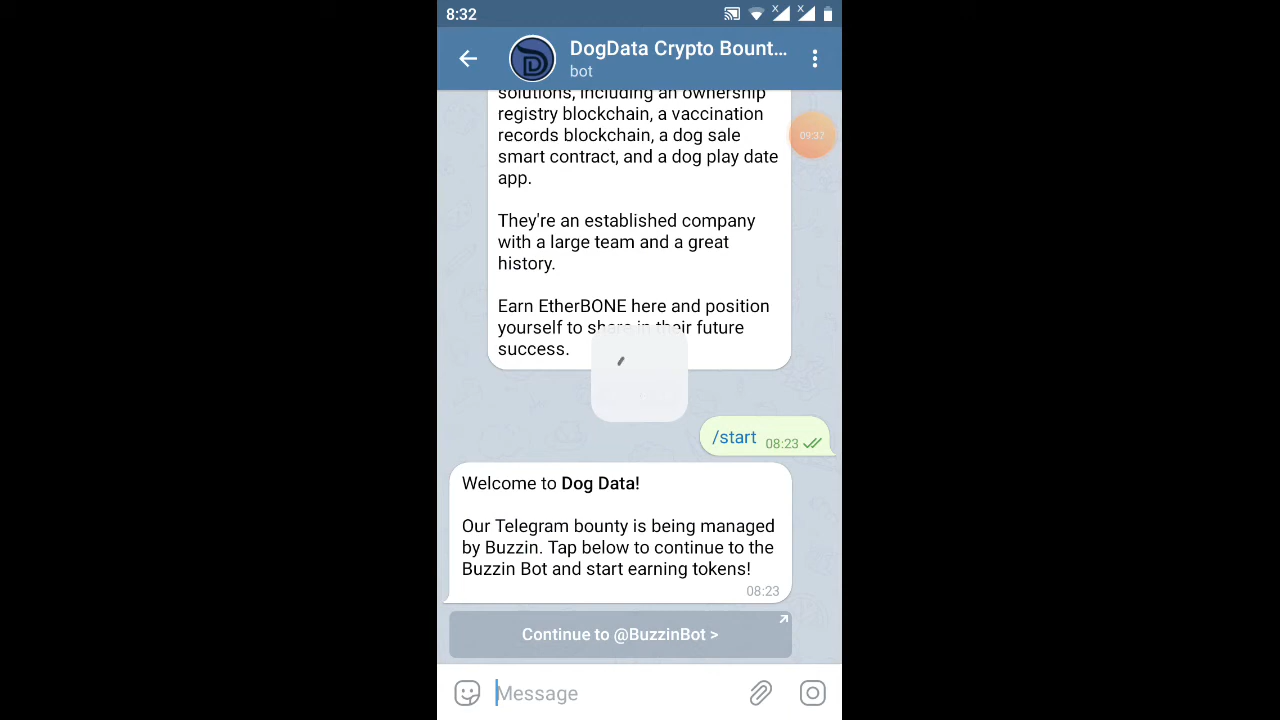 8:32
DogData Crypto Bount...
bot
solutions, including an ownership
registry blockchain, a vaccination
records blockchain, a dog sale
smart contract, and a dog play date
app.
09:37
They're an established company
with a large team and a great
history.
Earn EtherBONE here and position
yourself to share in their future
success.
/start 08:23
Welcome to Dog Data!
Our Telegram bounty is being managed
by Buzzin. Tap below to continue to the
Buzzin Bot and start earning tokens!
08:23
Continue to @BuzzinBot >
Message